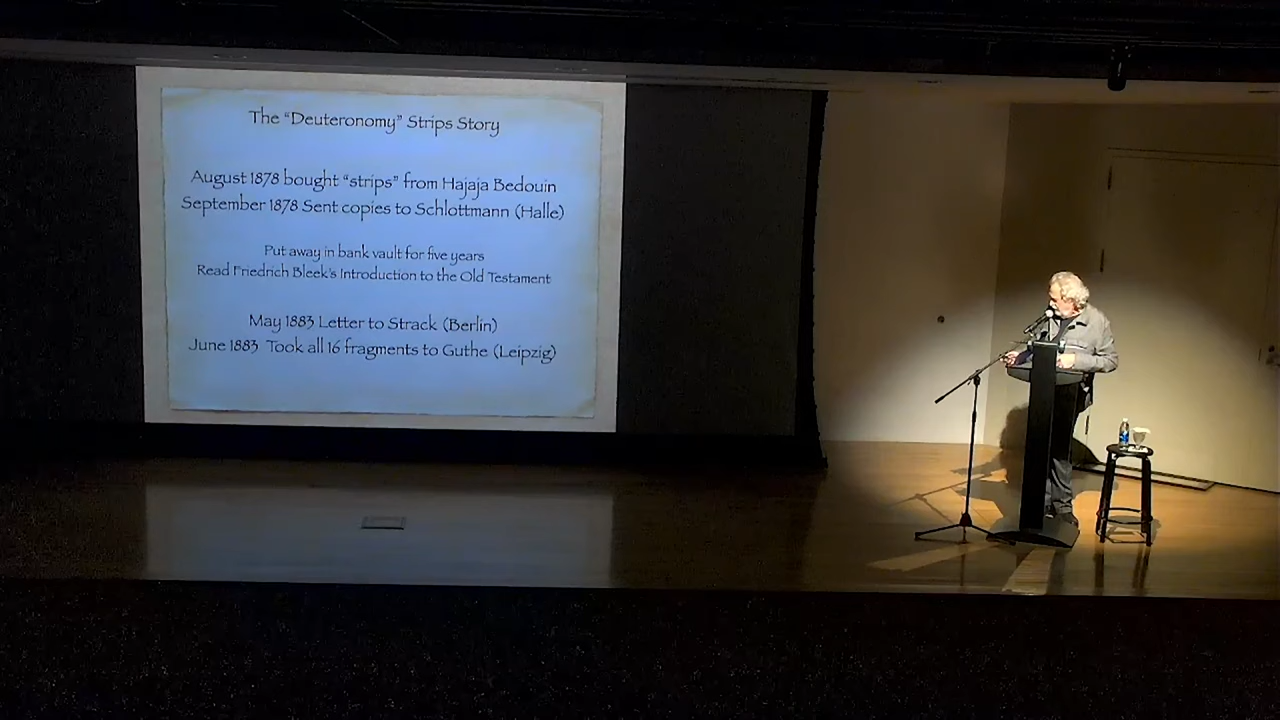 The “Deuteronomy” Strips Story
August 1878 bought “strips” from Hajaja Bedouin
September 1878 Sent copies to Schlottmann (Halle)
Put away in bank vault for five years
Read Friedrich Bleek's Introduction to the Old Testament
May 1883 Letter to Strack (Berlin)
June 1883 Took all 16 fragments to Guthe (Leipzig)